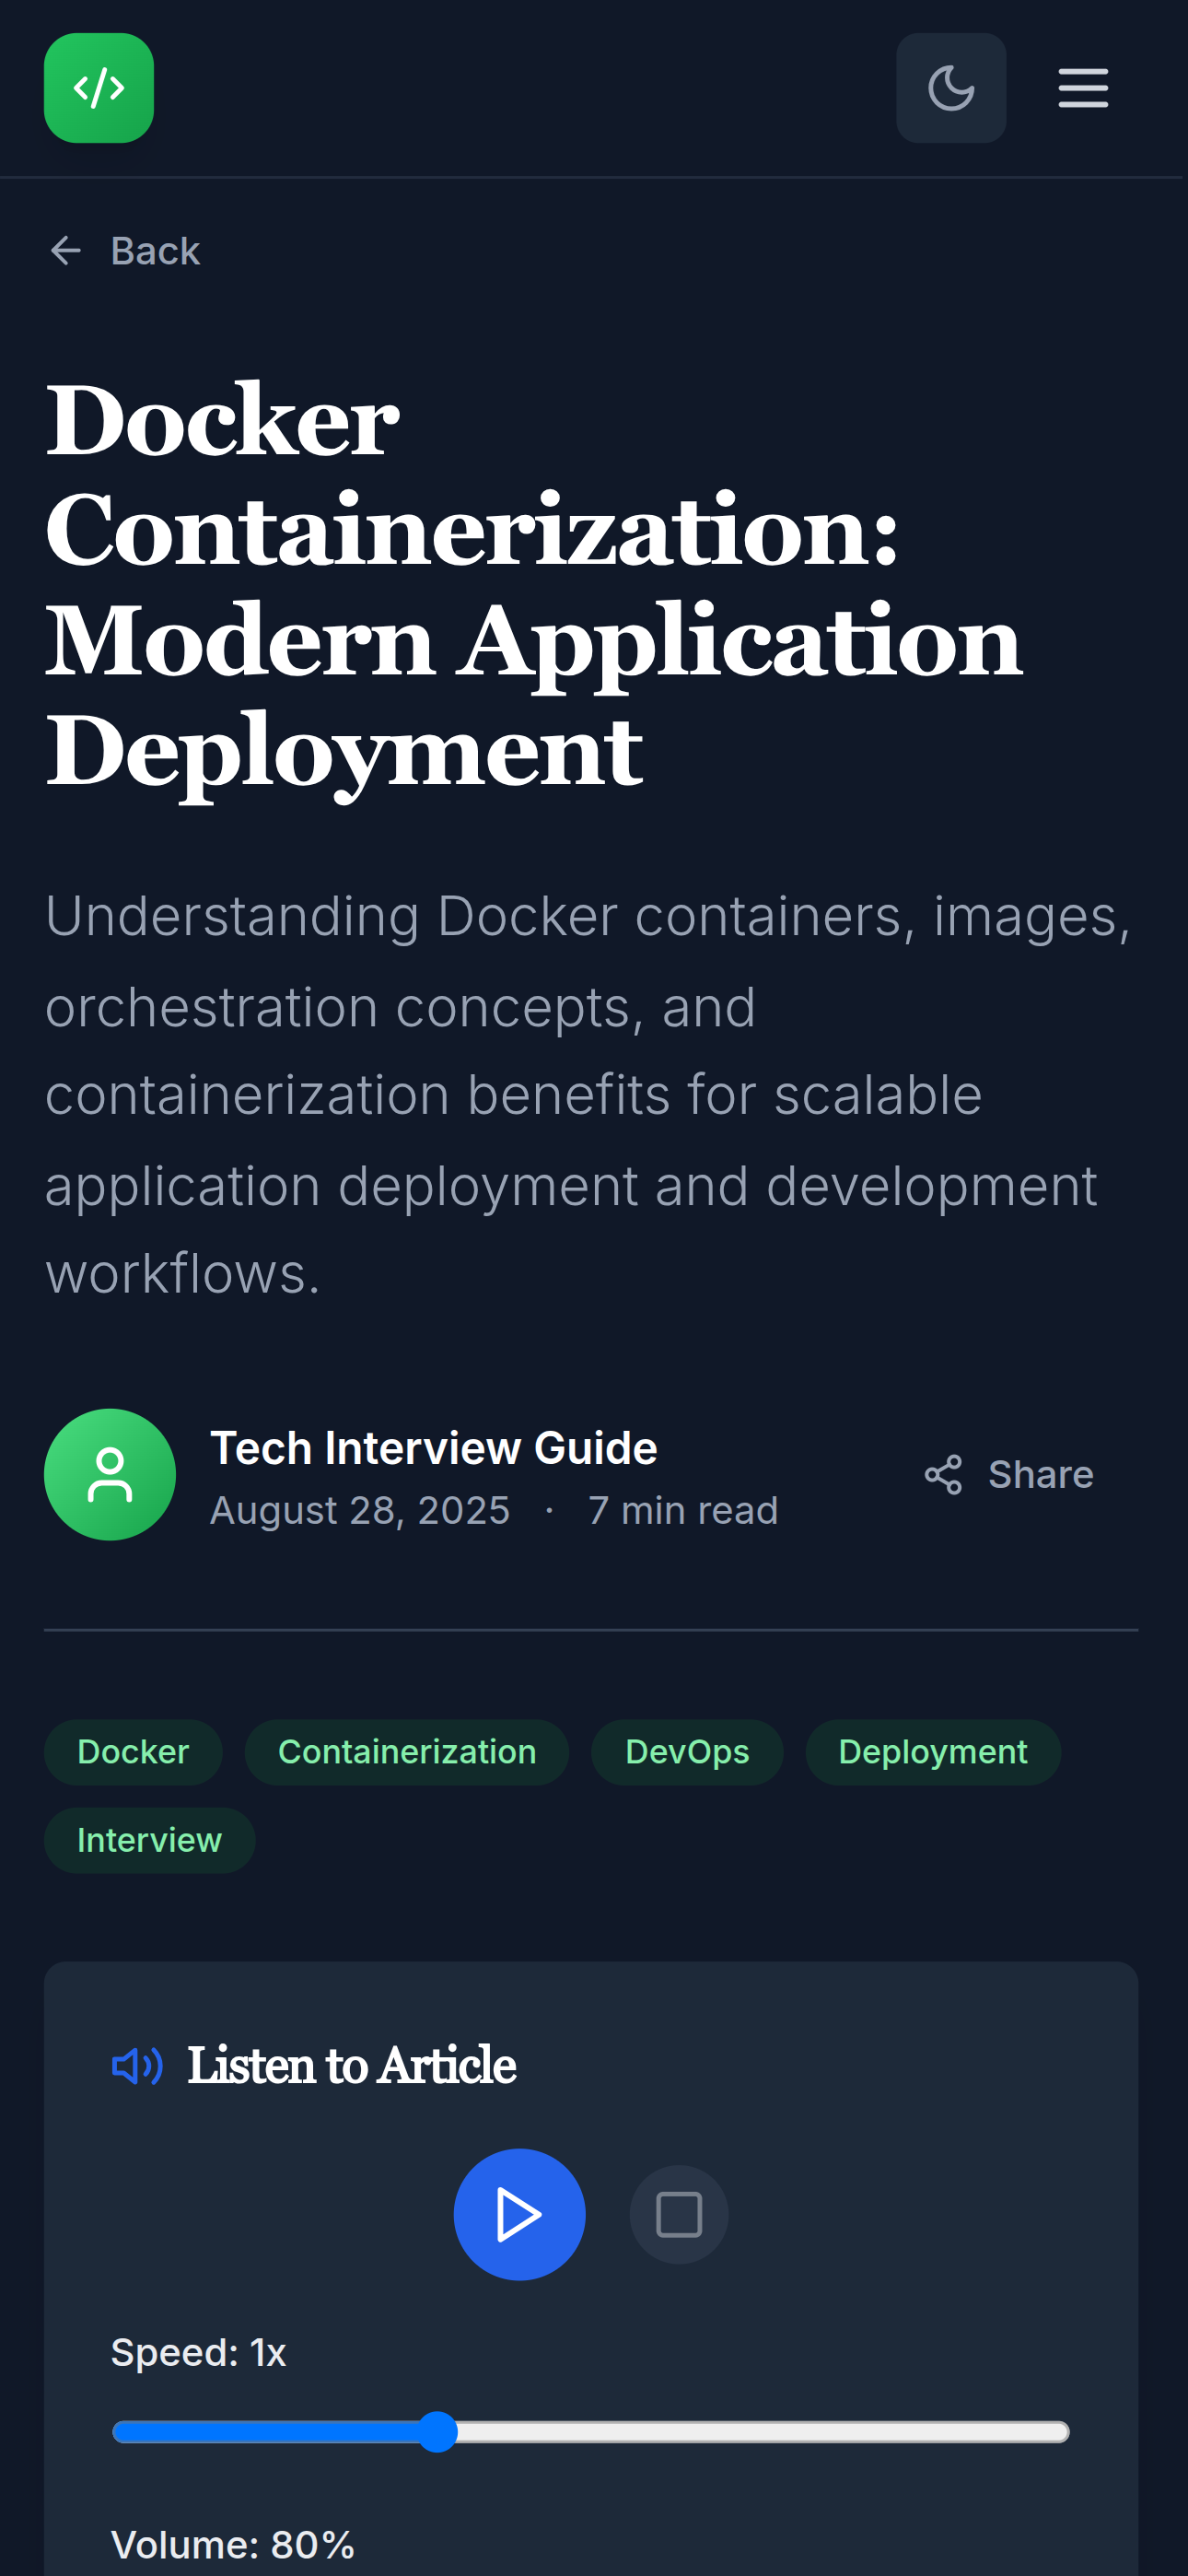 Back
Docker
Containerization:
Modern Application
Deployment
Understanding Docker containers, images,
orchestration concepts, and
containerization benefits for scalable
application deployment and development
workflows.
Tech Interview Guide
August 28, 2025 · 7 min read
Share
Docker Containerization DevOps Deployment
Interview
Listen to Article
Speed: 1x
Volume: 80%